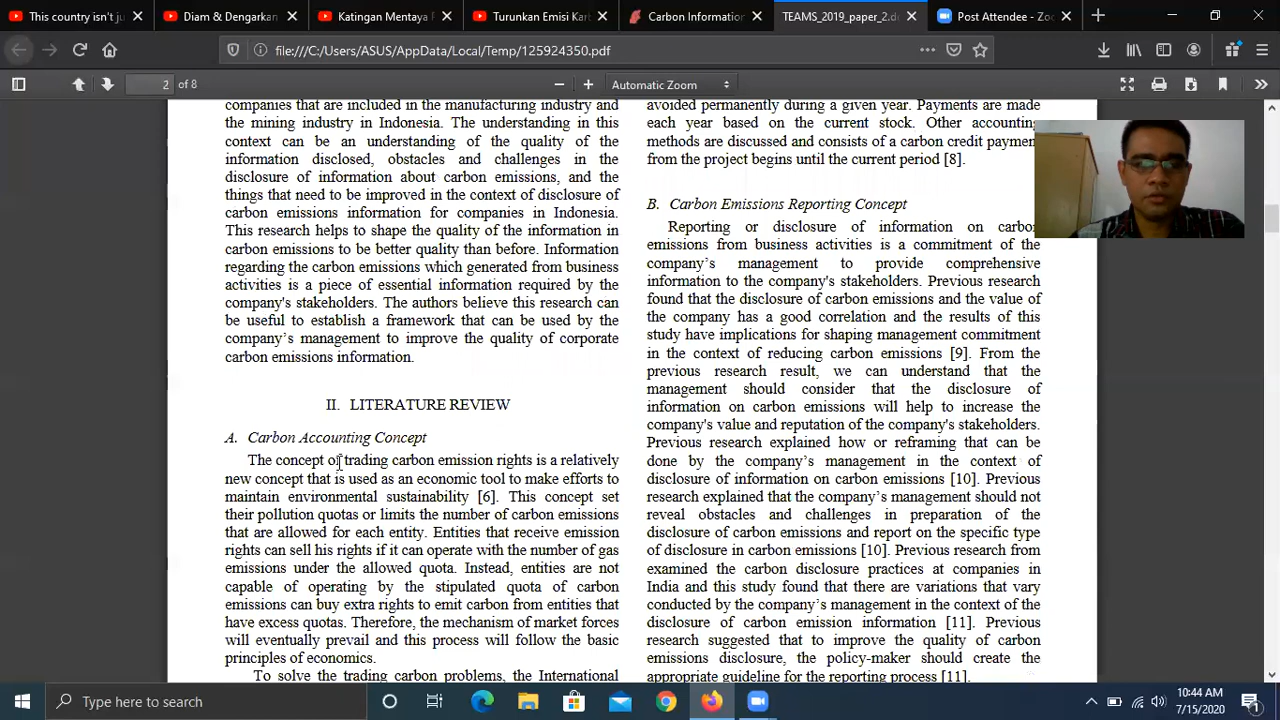 This country isn't ju
Diam & Dengarkan
Katingan Mentaya
Turunkan Emisi Kar
Carbon Information
TEAMS_2019_paper_2.d
Post Attendee - Zoo
file:///C:/Users/ASUS/AppData/Local/Temp/125924350.pdf
2 of 8
Automatic Zoom
companies that are included in the manufacturing industry and
the mining industry in Indonesia. The understanding in this
context can be an understanding of the quality of the
information disclosed, obstacles and challenges in the
disclosure of information about carbon emissions, and the
things that need to be improved in the context of disclosure of
carbon emissions information for companies in Indonesia.
This research helps to shape the quality of the information in
carbon emissions to be better quality than before. Information
regarding the carbon emissions which generated from business
activities is a piece of essential information required by the
company's stakeholders. The authors believe this research can
be useful to establish a framework that can be used by the
company's management to improve the quality of corporate
carbon emissions information.
II. LITERATURE REVIEW
A. Carbon Accounting Concept
The concept of trading carbon emission rights is a relatively
new concept that is used as an economic tool to make efforts to
maintain environmental sustainability [6]. This concept set
their pollution quotas or limits the number of carbon emissions
that are allowed for each entity. Entities that receive emission
rights can sell his rights if it can operate with the number of gas
emissions under the allowed quota. Instead, entities are not
capable of operating by the stipulated quota of carbon
emissions can buy extra rights to emit carbon from entities that
have excess quotas. Therefore, the mechanism of market forces
will eventually prevail and this process will follow the basic
principles of economics.
To solve the trading carbon problems, the International
avoided permanently during a given year. Payments are made
each year based on the current stock. Other accountin
methods are discussed and consists of a carbon credit paymen
from the project begins until the current period [8].
B. Carbon Emissions Reporting Concept
Reporting or disclosure of information on carbon
emissions from business activities is a commitment of the
company's management to provide comprehensive
information to the company's stakeholders. Previous research
found that the disclosure of carbon emissions and the value of
the company has a good correlation and the results of this
study have implications for shaping management commitment
in the context of reducing carbon emissions [9]. From the
previous research result, we can understand that the
management should consider that the disclosure of
information on carbon emissions will help to increase the
company's value and reputation of the company's stakeholders.
Previous research explained how or reframing that can be
done by the company's management in the context of
disclosure of information on carbon emissions [10]. Previous
research explained that the company's management should not
reveal obstacles and challenges in preparation of the
disclosure of carbon emissions and report on the specific type
of disclosure in carbon emissions [10]. Previous research from
examined the carbon disclosure practices at companies in
India and this study found that there are variations that vary
conducted by the company's management in the context of the
disclosure of carbon emission information [11]. Previous
research suggested that to improve the quality of carbon
emissions disclosure, the policy-maker should create the
appropriate guideline for the reporting process [11].
Type here to search
10:44 AM
7/15/2020